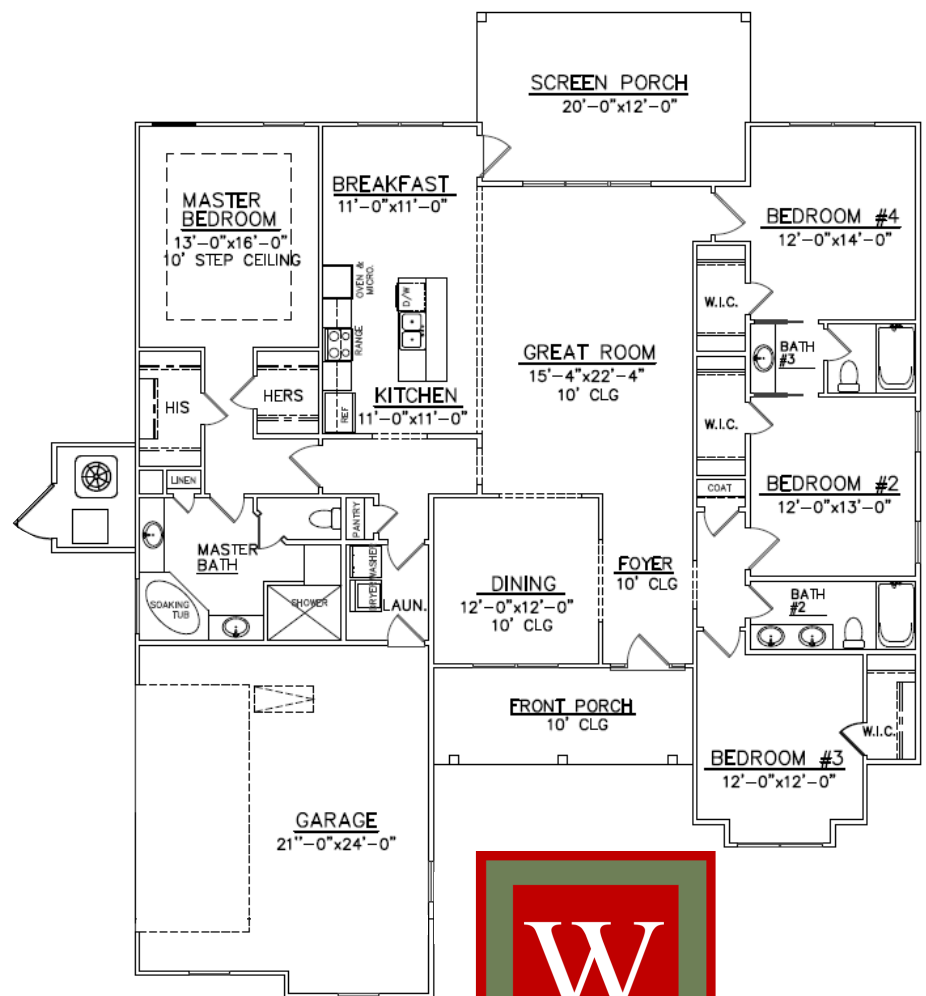 SCREEN PORCH
20'-0"x12'-0"
MASTER
BEDROOM
13'-0"x16'-0"
10' STEP CEILING
BREAKFAST
11'-0"x11'-0"
BEDROOM #4
12'-0"x14'-0"
OVEN &
MICRO.
D/W
RANGE
W.I.C.
BATH
#3
GREAT ROOM
15'-4"x22'-4"
10' CLG
HIS
HERS
KITCHEN
11'-0"x11'-0"
REF
W.I.C.
LINEN
COAT
BEDROOM #2
12'-0"x13'-0"
PANTRY
MASTER
BATH
WASHER
DRYER
LAUN.
SHOWER
SOAKING
TUB
DINING
12'-0"x12'-0"
10' CLG
FOYER
10' CLG
BATH
#2
FRONT PORCH
10' CLG
W.I.C.
BEDROOM #3
12'-0"x12'-0"
GARAGE
21''-0"x24'-0"
W